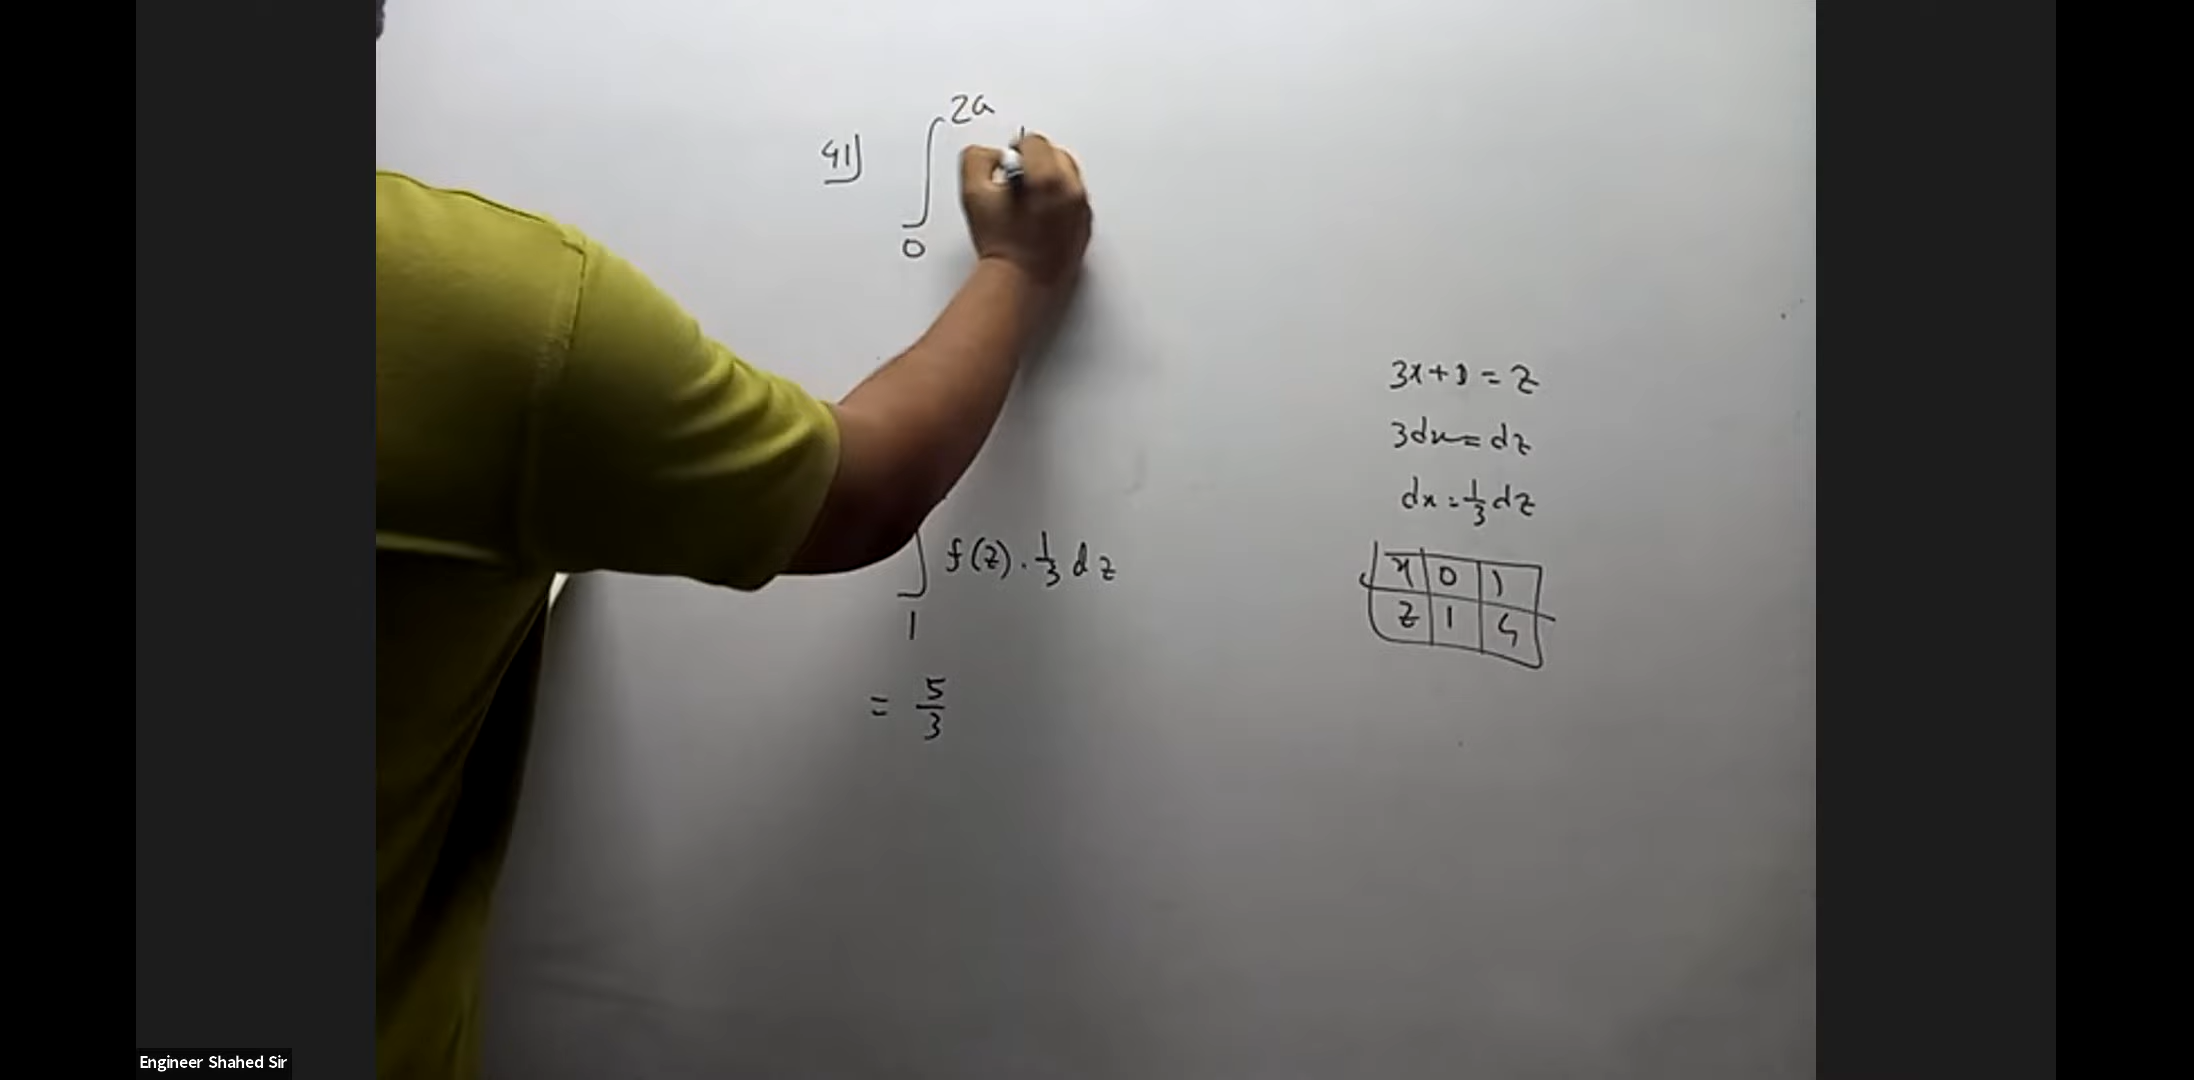 41)
∫
2a
0
3x+1=z
3dx=dz
dx=1/3 dz
∫ f(z).1/3 dz
1
x 0 1
z 1 4
= 5/3
Engineer Shahed Sir